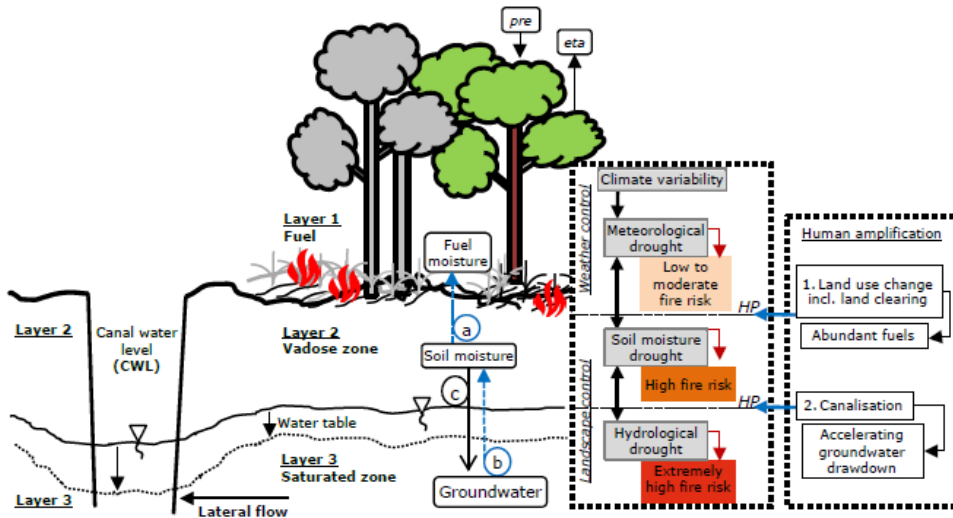 pre
eta
Layer 1
Fuel
Fuel
moisture
Layer 2
Canal water
level
(CWL)
Layer 2
Vadose zone
a
Soil moisture
c
Water table
b
Layer 3
Saturated zone
Groundwater
Layer 3
Lateral flow
Weather control
Climate variability
Meteorological
drought
Low to
moderate
fire risk
HP
Landscape control
Soil moisture
drought
High fire risk
HP
Hydrological
drought
Extremely
high fire risk
Human amplification
1. Land use change
incl. land clearing
Abundant fuels
2. Canalisation
Accelerating
groundwater
drawdown